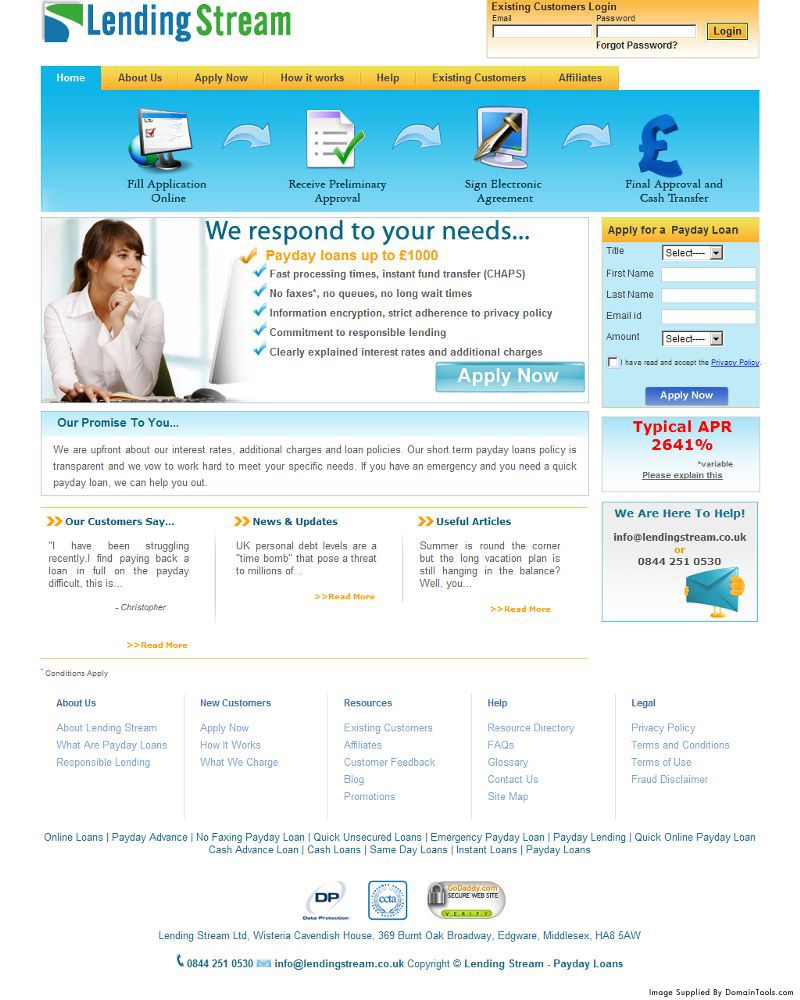 Lending Stream
Existing Customers Login
Email Password
Login
Forgot Password?
Home About Us Apply Now How it works Help Existing Customers Affiliates
Fill Application
Online
Receive Preliminary
Approval
Sign Electronic
Agreement
Final Approval and
Cash Transfer
We respond to your needs...
Payday loans up to £1000
Fast processing times, instant fund transfer (CHAPS)
No faxes*, no queues, no long wait times
Information encryption, strict adherence to privacy policy
Commitment to responsible lending
Clearly explained interest rates and additional charges
Apply Now
Apply for a Payday Loan
Title Select----
First Name
Last Name
Email id
Amount Select----
I have read and accept the Privacy Policy.
Apply Now
Our Promise To You...
We are upfront about our interest rates, additional charges and loan policies. Our short term payday loans policy is
transparent and we vow to work hard to meet your specific needs. If you have an emergency and you need a quick
payday loan, we can help you out.
Typical APR
2641%
*variable
Please explain this
We Are Here To Help!
info@lendingstream.co.uk
or
0844 251 0530
Our Customers Say...
"I have been struggling
recently.I find paying back a
loan in full on the payday
difficult, this is...
- Christopher
>>Read More
News & Updates
UK personal debt levels are a
"time bomb" that pose a threat
to millions of...
>>Read More
Useful Articles
Summer is round the corner
but the long vacation plan is
still hanging in the balance?
Well, you...
>>Read More
* Conditions Apply
About Us
About Lending Stream
What Are Payday Loans
Responsible Lending
New Customers
Apply Now
How It Works
What We Charge
Resources
Existing Customers
Affiliates
Customer Feedback
Blog
Promotions
Help
Resource Directory
FAQs
Glossary
Contact Us
Site Map
Legal
Privacy Policy
Terms and Conditions
Terms of Use
Fraud Disclaimer
Online Loans | Payday Advance | No Faxing Payday Loan | Quick Unsecured Loans | Emergency Payday Loan | Payday Lending | Quick Online Payday Loan
Cash Advance Loan | Cash Loans | Same Day Loans | Instant Loans | Payday Loans
DP
Data Protection
ccta
GoDaddy.com
SECURE WEB SITE
VERIFY
Lending Stream Ltd, Wisteria Cavendish House, 369 Burnt Oak Broadway, Edgware, Middlesex, HA8 5AW
0844 251 0530 info@lendingstream.co.uk Copyright © Lending Stream - Payday Loans
Image Supplied By DomainTools.com